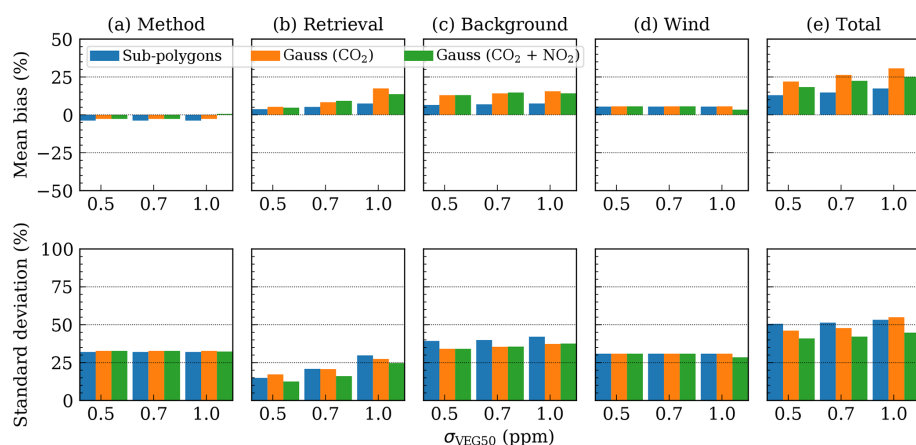 (a) Method (b) Retrieval (c) Background (d) Wind (e) Total
Sub-polygons Gauss (CO₂) Gauss (CO₂ + NO₂)
Mean bias (%)
50
25
0
−25
−50
0.5 0.7 1.0 0.5 0.7 1.0 0.5 0.7 1.0 0.5 0.7 1.0 0.5 0.7 1.0
Standard deviation (%)
100
75
50
25
0
0.5 0.7 1.0 0.5 0.7 1.0 0.5 0.7 1.0 0.5 0.7 1.0 0.5 0.7 1.0
σVEG50 (ppm)